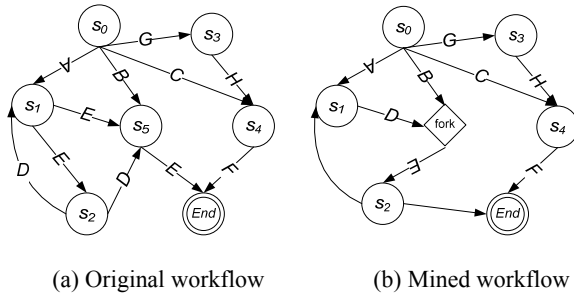 S0
G
S3
A
B
C
H
S1
E
S5
S4
E
D
D
E
F
S2
End
(a) Original workflow
S0
G
S3
A
B
C
H
S1
D
fork
S4
E
F
S2
End
(b) Mined workflow